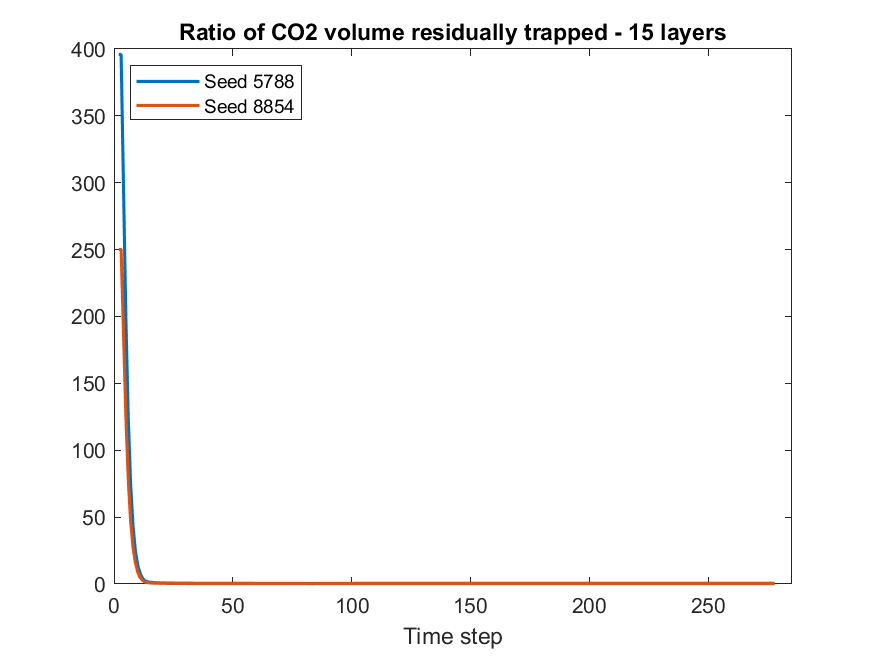 Ratio of CO2 volume residually trapped - 15 layers
400
350
300
250
200
150
100
50
0
Seed 5788
Seed 8854
0 50 100 150 200 250
Time step